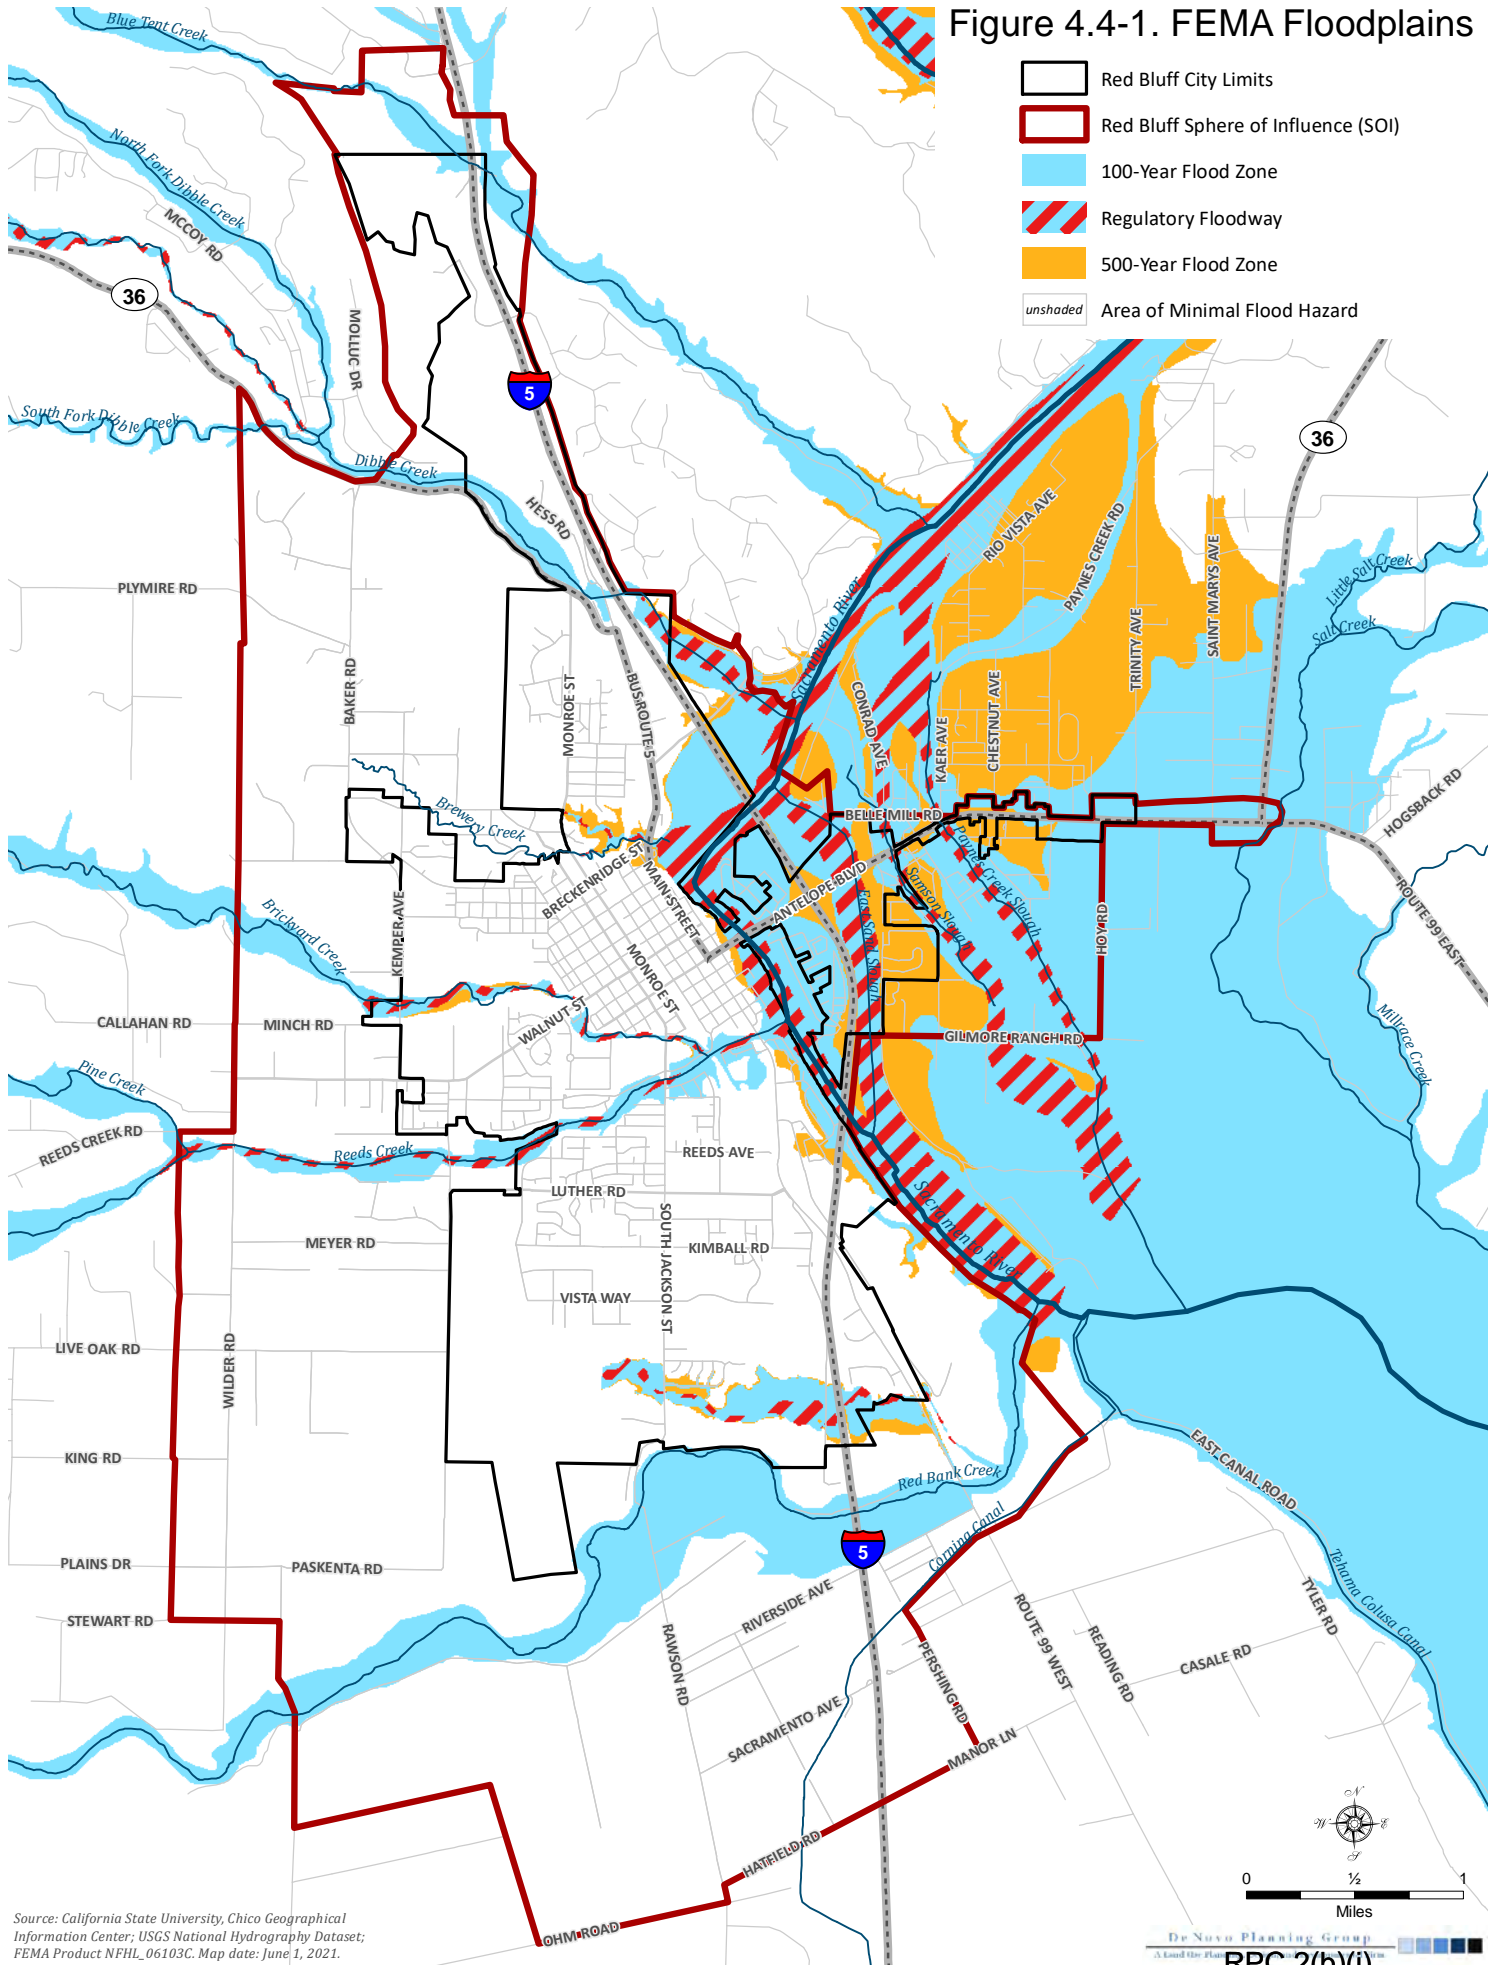 Figure 4.4-1. FEMA Floodplains
Red Bluff City Limits
Red Bluff Sphere of Influence (SOI)
100-Year Flood Zone
Regulatory Floodway
500-Year Flood Zone
unshaded
Area of Minimal Flood Hazard
Blue Tent Creek
North Fork Dibble Creek
MCCOY RD
36
MOLLUC DR
5
South Fork Dibble Creek
Dibble Creek
36
HESS RD
RIO VISTA AVE
PAYNES CREEK RD
SAINT MARYS AVE
Little Salt Creek
Salt Creek
PLYMIRE RD
Sacramento River
TRINITY AVE
BAKER RD
MONROE ST
BUS ROUTE 5
CONRAD AVE
KAER AVE
CHESTNUT AVE
HOGSBACK RD
Brewery Creek
BELLE MILL RD
BRECKENRIDGE ST
MAIN STREET
ANTELOPE BLVD
Paynes Creek Slough
Samson Slough
East Sand Slough
HOY RD
ROUTE 99 EAST
Brickyard Creek
KEMPER AVE
MONROE ST
WALNUT ST
CALLAHAN RD
MINCH RD
GILMORE RANCH RD
Millrace Creek
Pine Creek
REEDS CREEK RD
Reeds Creek
REEDS AVE
LUTHER RD
Sacramento River
MEYER RD
SOUTH JACKSON ST
KIMBALL RD
VISTA WAY
LIVE OAK RD
WILDER RD
KING RD
Red Bank Creek
EAST CANAL ROAD
Corning Canal
5
PLAINS DR
PASKENTA RD
Tehama Colusa Canal
TYLER RD
RIVERSIDE AVE
ROUTE 99 WEST
STEWART RD
RAWSON RD
PERSHING RD
READING RD
CASALE RD
SACRAMENTO AVE
MANOR LN
HATFIELD RD
OHM ROAD
N
W
E
S
0
½
1
Miles
Source: California State University, Chico Geographical
Information Center; USGS National Hydrography Dataset;
FEMA Product NFHL_06103C. Map date: June 1, 2021.
De Novo Planning Group
A Land Use
RPC 2(b)(i)